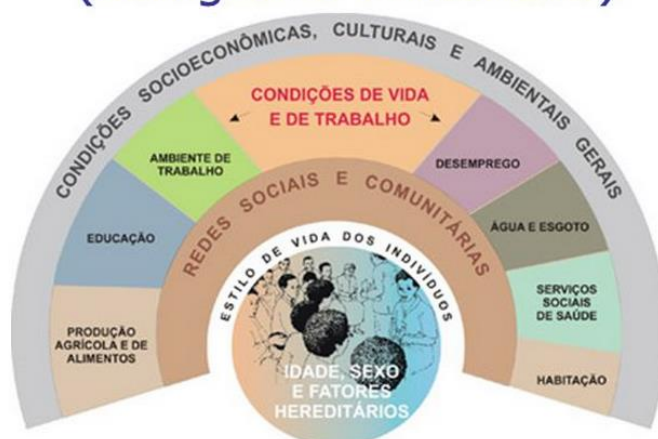 CONDIÇÕES SOCIOECONÔMICAS, CULTURAIS E AMBIENTAIS GERAIS
CONDIÇÕES DE VIDA
E DE TRABALHO
AMBIENTE DE
TRABALHO
DESEMPREGO
REDES SOCIAIS E COMUNITÁRIAS
EDUCAÇÃO
ÁGUA E ESGOTO
ESTILO DE VIDA DOS INDIVÍDUOS
SERVIÇOS
SOCIAIS
DE SAÚDE
PRODUÇÃO
AGRÍCOLA E DE
ALIMENTOS
IDADE, SEXO
E FATORES
HEREDITÁRIOS
HABITAÇÃO